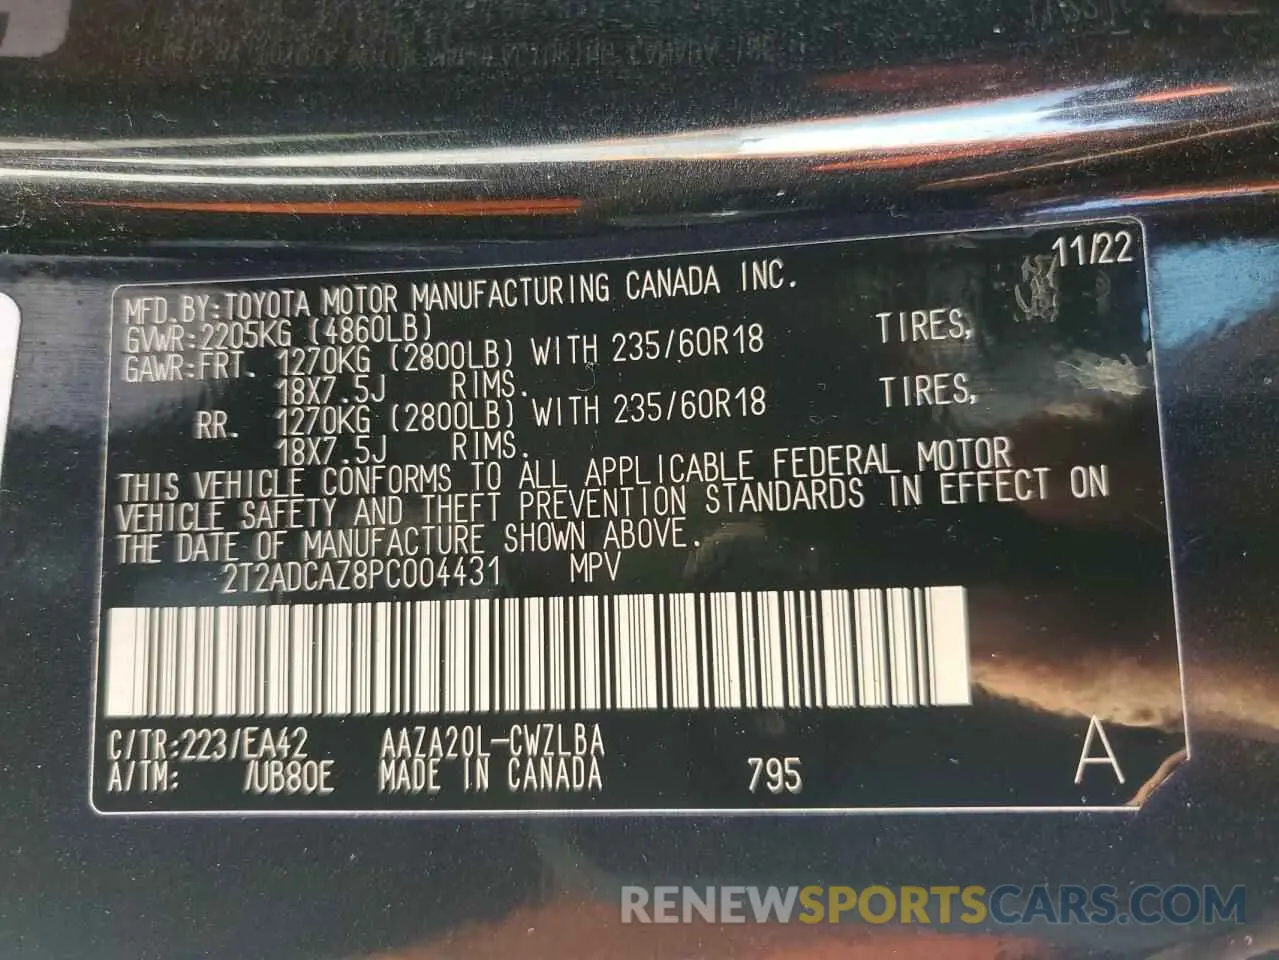 11/22
MFD.BY:TOYOTA MOTOR MANUFACTURING CANADA INC.
GVWR:2205KG (4860LB)
GAWR:FRT. 1270KG (2800LB) WITH 235/60R18 TIRES,
18X7.5J RIMS.
RR. 1270KG (2800LB) WITH 235/60R18 TIRES,
18X7.5J RIMS.
THIS VEHICLE CONFORMS TO ALL APPLICABLE FEDERAL MOTOR
VEHICLE SAFETY AND THEFT PREVENTION STANDARDS IN EFFECT ON
THE DATE OF MANUFACTURE SHOWN ABOVE.
2T2ADCAZ8PC004431 MPV
C/TR:223/EA42 AAZA20L-CWZLBA
A/TM: /UB80E MADE IN CANADA 795 A
RENEWSPORTSCARS.COM